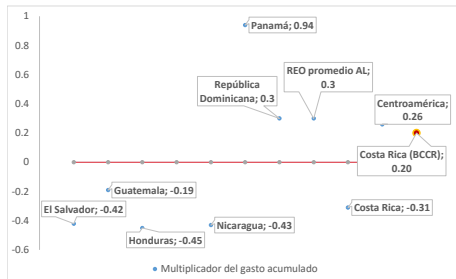 1
0.8
0.6
0.4
0.2
0
-0.2
-0.4
-0.6
Panamá; 0.94
República
Dominicana; 0.3
REO promedio AL;
0.3
Centroamérica;
0.26
Costa Rica (BCCR);
0.20
Guatemala; -0.19
El Salvador; -0.42
Honduras; -0.45
Nicaragua; -0.43
Costa Rica; -0.31
Multiplicador del gasto acumulado